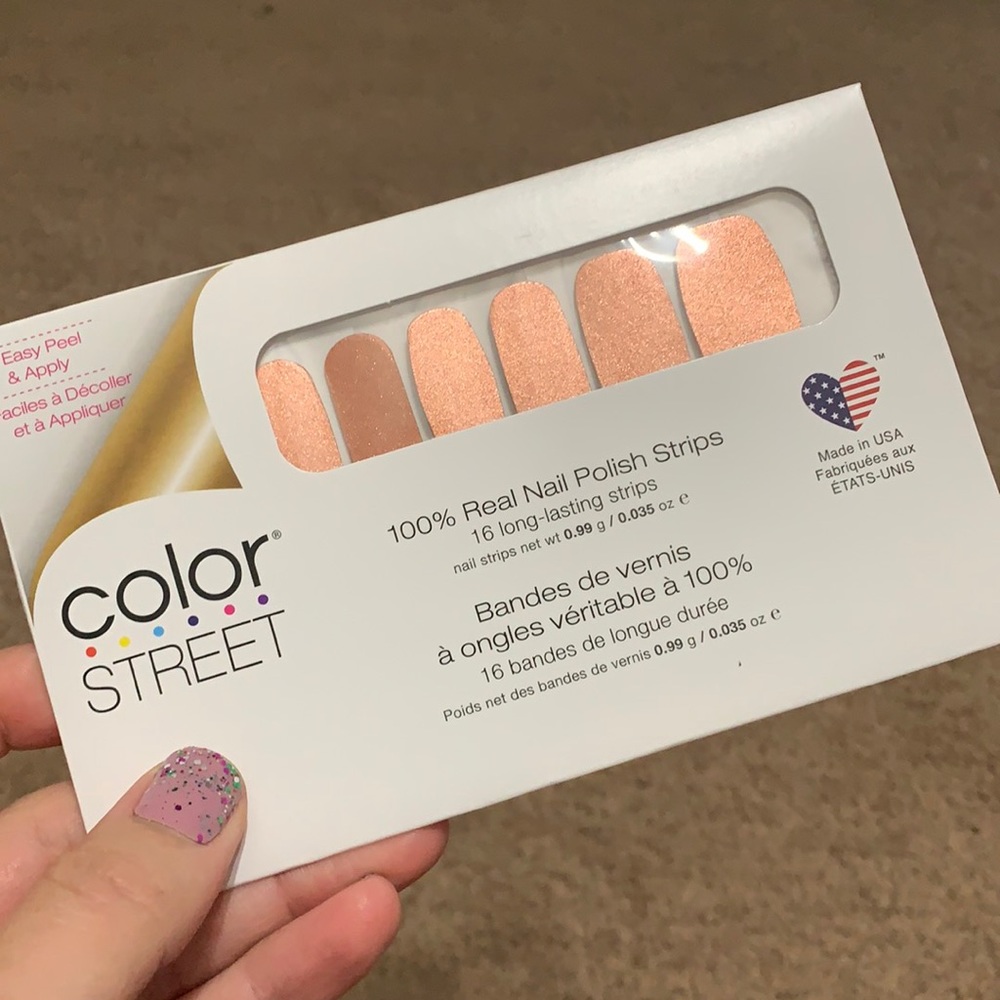 Easy Peel
& Apply
aciles à Décoller
et à Appliquer
color®
STREET
100% Real Nail Polish Strips
16 long-lasting strips
nail strips net wt 0.99 g / 0.035 oz e
Bandes de vernis
à ongles véritable à 100%
16 bandes de longue durée
Poids net des bandes de vernis 0.99 g / 0.035 oz e
TM
Made in USA
Fabriquées aux
ÉTATS-UNIS